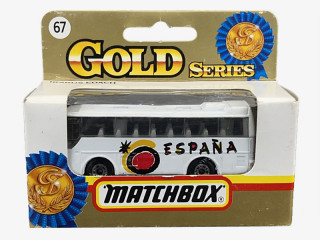 67
GOLD
SERIES
ESPAÑA
MATCHBOX®